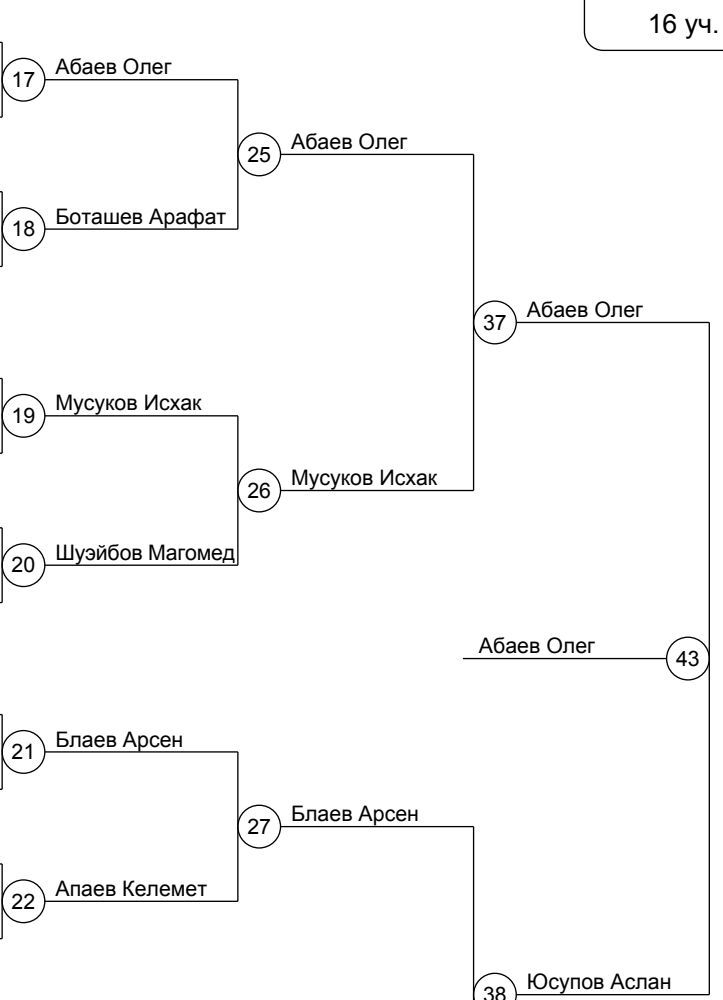 16 уч.
17 Абаев Олег
25 Абаев Олег
18 Боташев Арафат
37 Абаев Олег
19 Мусуков Исхак
26 Мусуков Исхак
20 Шуэйбов Магомед
Абаев Олег 43
21 Блаев Арсен
27 Блаев Арсен
22 Апаев Келемет
38 Юсупов Аслан